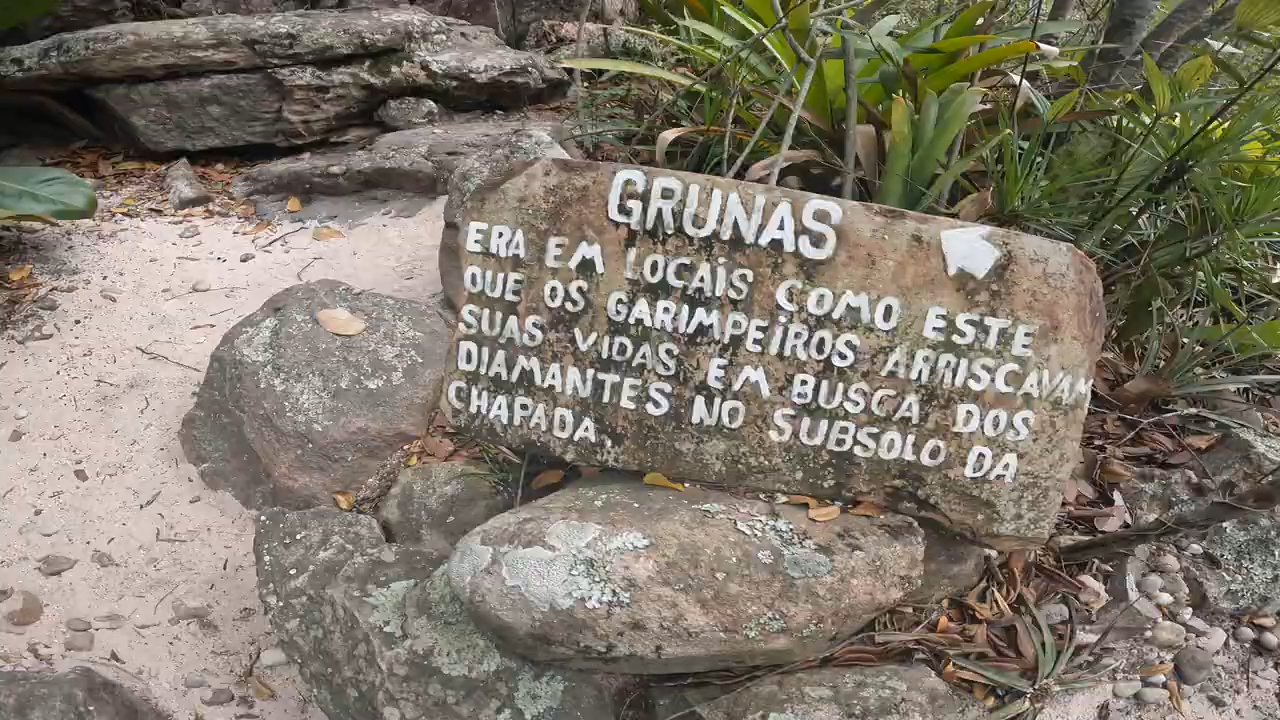 GRUNAS
ERA EM LOCAIS COMO ESTE
QUE OS GARIMPEIROS ARRISCAVAM
SUAS VIDAS EM BUSCA DOS
DIAMANTES NO SUBSOLO DA
CHAPADA.